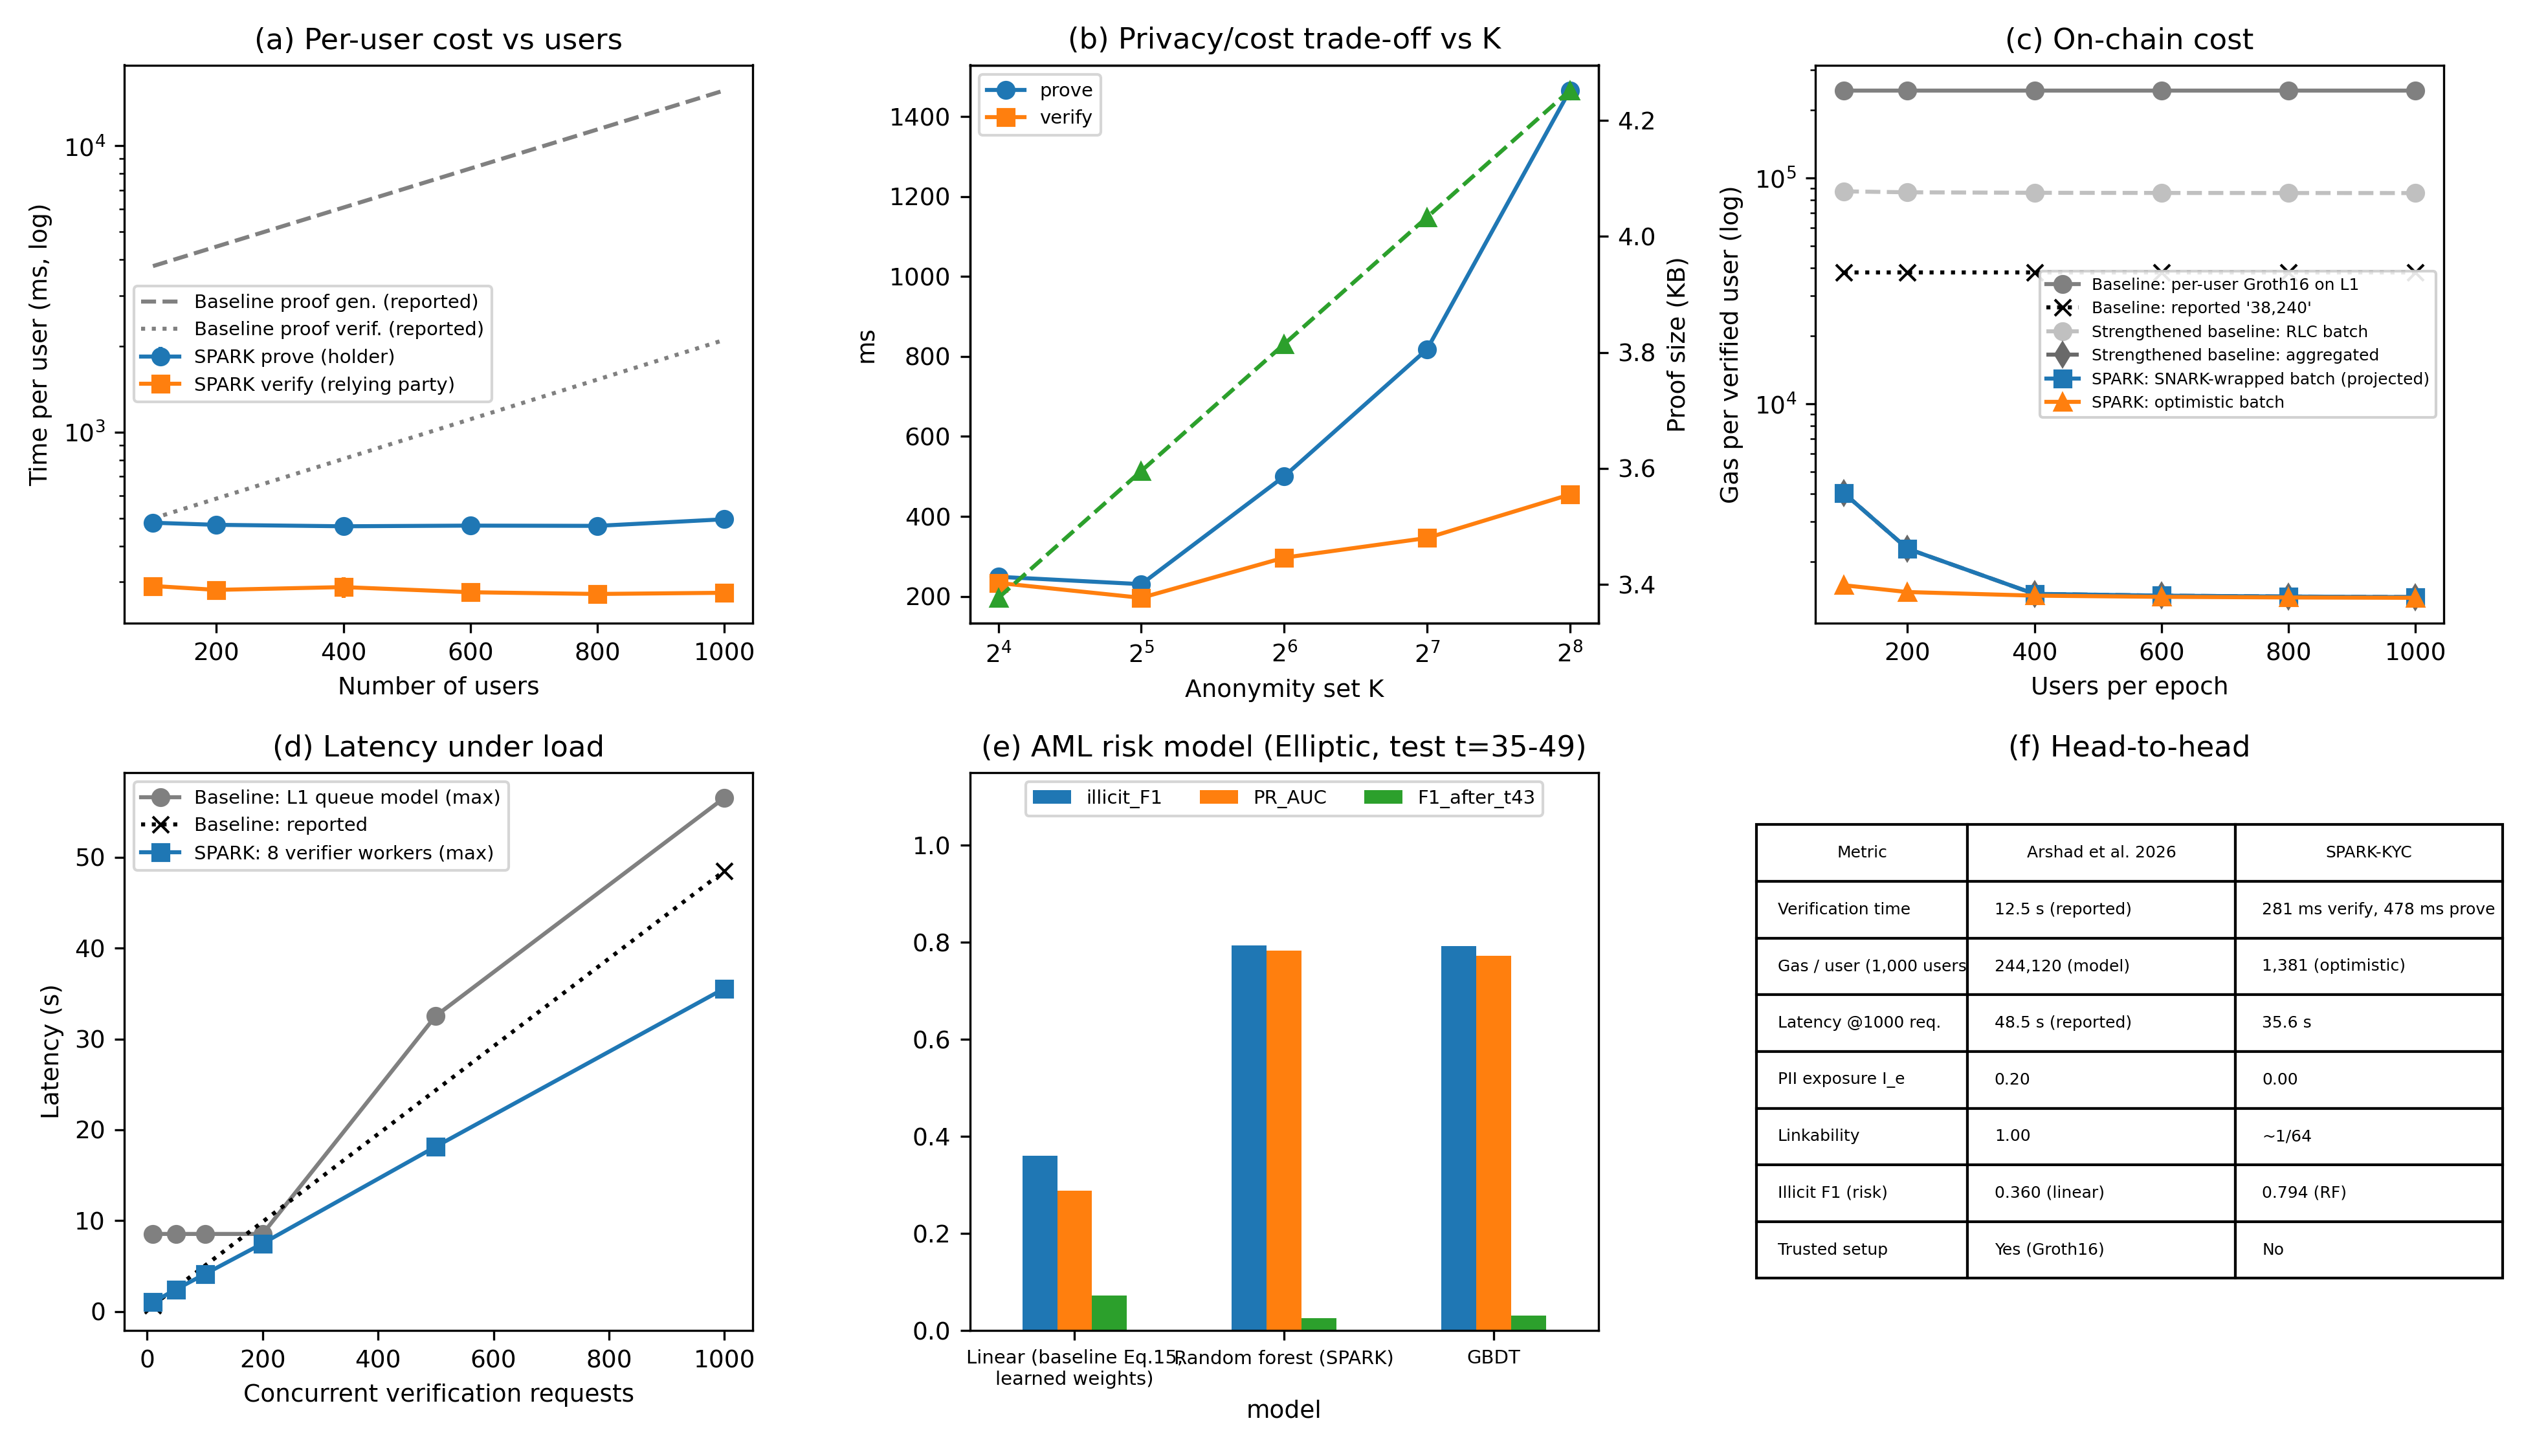 (a) Per-user cost vs users
Time per user (ms, log)
10^4
10^3
Baseline proof gen. (reported)
Baseline proof verif. (reported)
SPARK prove (holder)
SPARK verify (relying party)
200 400 600 800 1000
Number of users
(b) Privacy/cost trade-off vs K
prove
verify
ms
1400
1200
1000
800
600
400
200
4.2
4.0
3.8
3.6
3.4
Proof size (KB)
2^4 2^5 2^6 2^7 2^8
Anonymity set K
(c) On-chain cost
Gas per verified user (log)
10^5
10^4
Baseline: per-user Groth16 on L1
Baseline: reported '38,240'
Strengthened baseline: RLC batch
Strengthened baseline: aggregated
SPARK: SNARK-wrapped batch (projected)
SPARK: optimistic batch
200 400 600 800 1000
Users per epoch
(d) Latency under load
Baseline: L1 queue model (max)
Baseline: reported
SPARK: 8 verifier workers (max)
Latency (s)
50
40
30
20
10
0
0 200 400 600 800 1000
Concurrent verification requests
(e) AML risk model (Elliptic, test t=35-49)
illicit_F1 PR_AUC F1_after_t43
1.0
0.8
0.6
0.4
0.2
0.0
Linear (baseline Eq.15,
learned weights)
Random forest (SPARK)
GBDT
model
(f) Head-to-head
Metric Arshad et al. 2026 SPARK-KYC
Verification time 12.5 s (reported) 281 ms verify, 478 ms prove
Gas / user (1,000 users 244,120 (model) 1,381 (optimistic)
Latency @1000 req. 48.5 s (reported) 35.6 s
PII exposure I_e 0.20 0.00
Linkability 1.00 ~1/64
Illicit F1 (risk) 0.360 (linear) 0.794 (RF)
Trusted setup Yes (Groth16) No